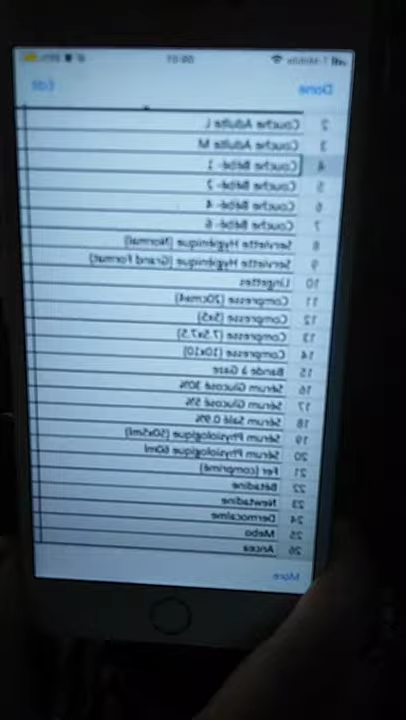 T-Mobile 09:01
Done Edit
2 Couche Adulte L
3 Couche Adulte M
4 Couche Bébé- 1
5 Couche Bébé- 2
6 Couche Bébé- 4
7 Couche Bébé- 6
8 Serviette Hygiénique (Normal)
9 Serviette Hygiénique (Grand Format)
10 Lingettes
11 Compresse (20cmx4)
12 Compresse (5x5)
13 Compresse (7.5x7.5)
14 Compresse (10x10)
15 Bande à Gaze
16 Sérum Glucosé 30%
17 Sérum Glucosé 5%
18 Sérum Salé 0.9%
19 Sérum Physiologique (50x5ml)
20 Sérum Physiologique 60ml
21 Fer (comprimé)
22 Bétadine
23 Newtadine
24 Dermocalme
25 Mebo
26 Ancea
More